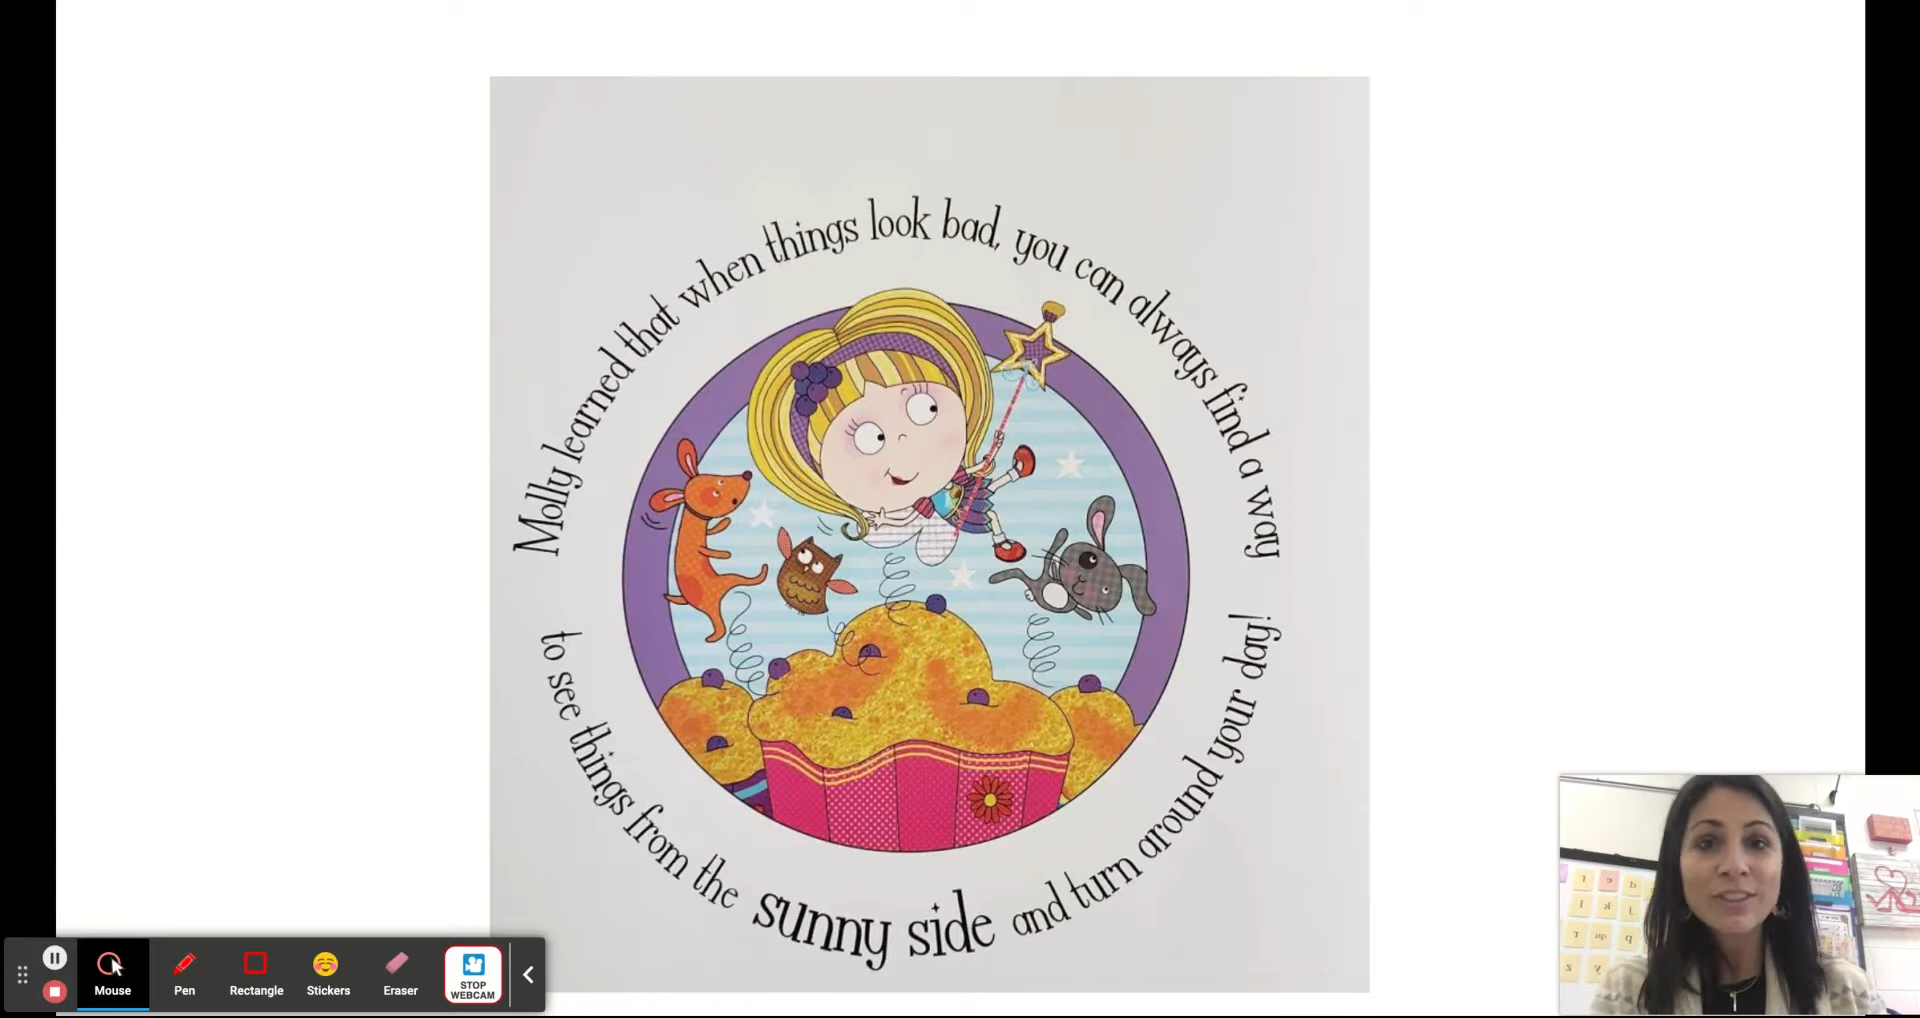 Molly learned that when things look bad, you can always find a way
to see things from the sunny side and turn around your day!
Mouse
Pen
Rectangle
Stickers
Eraser
STOP
WEBCAM